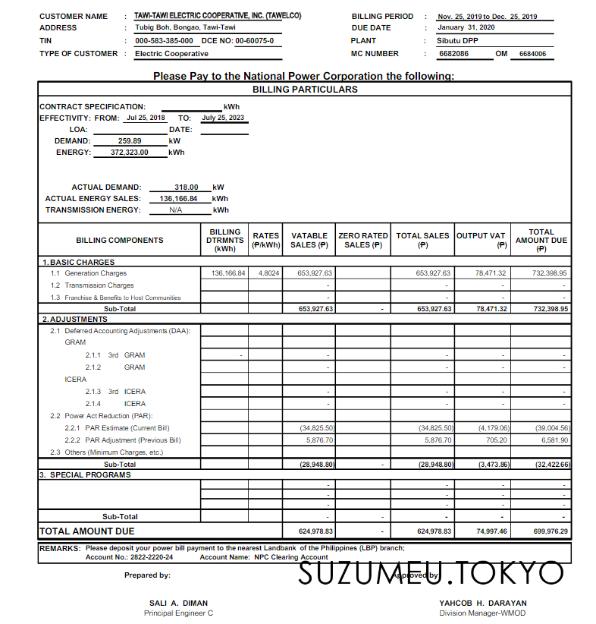 CUSTOMER NAME : TAWI-TAWI ELECTRIC COOPERATIVE, INC. (TAWELCO) BILLING PERIOD : Nov. 25, 2019 to Dec. 25, 2019
ADDRESS : Tubig Boh, Bongao, Tawi-Tawi DUE DATE : January 31, 2020
TIN : 000-583-385-000 DCE NO: 00-60075-0 PLANT : Sibutu DPP
TYPE OF CUSTOMER : Electric Cooperative MC NUMBER : 6682086 OM 6684006
Please Pay to the National Power Corporation the following:
BILLING PARTICULARS
CONTRACT SPECIFICATION: kWh
EFFECTIVITY: FROM: Jul 25, 2018 TO: July 25, 2023
LOA: DATE:
DEMAND: 259.89 kW
ENERGY: 372,323.00 kWh
ACTUAL DEMAND: 318.00 kW
ACTUAL ENERGY SALES: 136,166.84 kWh
TRANSMISSION ENERGY: N/A kWh
BILLING COMPONENTS BILLING DTRMNTS (kWh) RATES (P/kWh) VATABLE SALES (P) ZERO RATED SALES (P) TOTAL SALES (P) OUTPUT VAT (P) TOTAL AMOUNT DUE (P)
1. BASIC CHARGES
1.1 Generation Charges 136,166.84 4.8024 653,927.63 653,927.63 78,471.32 732,398.95
1.2 Transmission Charges - - - -
1.3 Franchise & Benefits to Host Communities - - - -
Sub-Total 653,927.63 - 653,927.63 78,471.32 732,398.95
2. ADJUSTMENTS
2.1 Deferred Accounting Adjustments (DAA):
GRAM
2.1.1 3rd GRAM - - - - -
2.1.2 GRAM - - - -
ICERA
2.1.3 3rd ICERA - - - -
2.1.4 ICERA - - - -
2.2 Power Act Reduction (PAR):
2.2.1 PAR Estimate (Current Bill) (34,825.50) (34,825.50) (4,179.06) (39,004.56)
2.2.2 PAR Adjustment (Previous Bill) 5,876.70 5,876.70 705.20 6,581.90
2.3 Others (Minimum Charges, etc.) - - - -
Sub-Total (28,948.80) - (28,948.80) (3,473.86) (32,422.66)
3. SPECIAL PROGRAMS
- - - -
- - - -
- - - -
Sub-Total - - - - -
TOTAL AMOUNT DUE 624,978.83 - 624,978.83 74,997.46 699,976.29
REMARKS: Please deposit your power bill payment to the nearest Landbank of the Philippines (LBP) branch;
Account No.: 2822-2220-24 Account Name: NPC Clearing Account
Prepared by: Approved by:
SUZUMEU.TOKYO
SALI A. DIMAN YAHCOB H. DARAYAN
Principal Engineer C Division Manager-WMOD